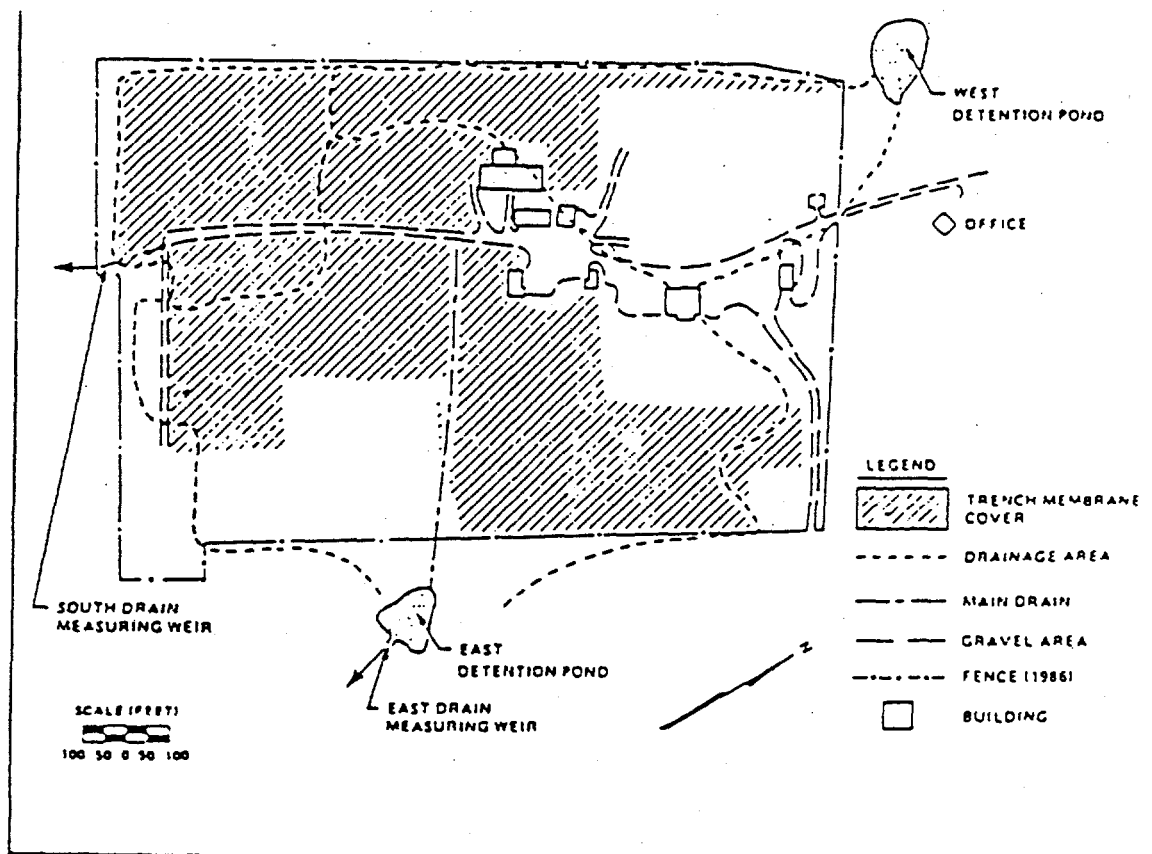 WEST
DETENTION POND
OFFICE
LEGEND
TRENCH MEMBRANE
COVER
DRAINAGE AREA
MAIN DRAIN
GRAVEL AREA
FENCE (1986)
BUILDING
SOUTH DRAIN
MEASURING WEIR
EAST
DETENTION POND
EAST DRAIN
MEASURING WEIR
N
SCALE (FEET)
100 50 0 50 100